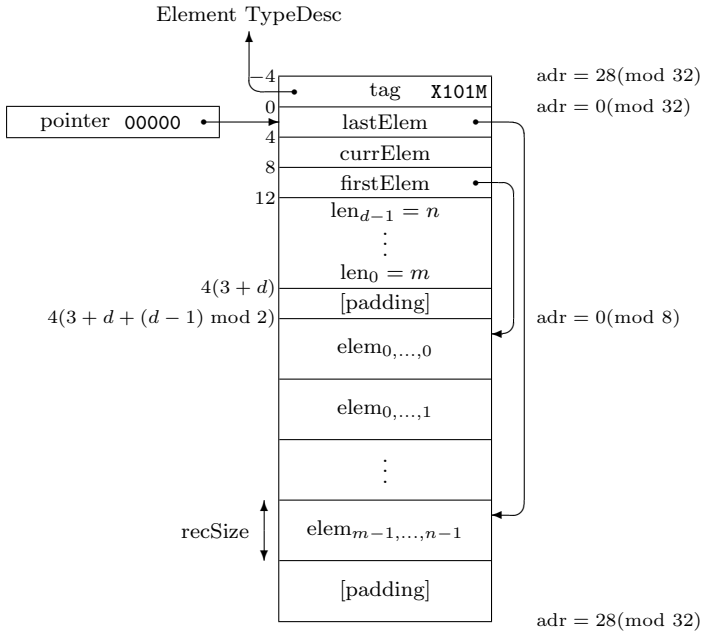 Element TypeDesc
−4
tag X101M
adr = 28(mod 32)
0
adr = 0(mod 32)
pointer 00000
lastElem
4
currElem
8
firstElem
12
len_{d−1} = n
⋮
len_0 = m
4(3 + d)
[padding]
4(3 + d + (d − 1) mod 2)
adr = 0(mod 8)
elem_{0,...,0}
elem_{0,...,1}
⋮
recSize
elem_{m−1,...,n−1}
[padding]
adr = 28(mod 32)